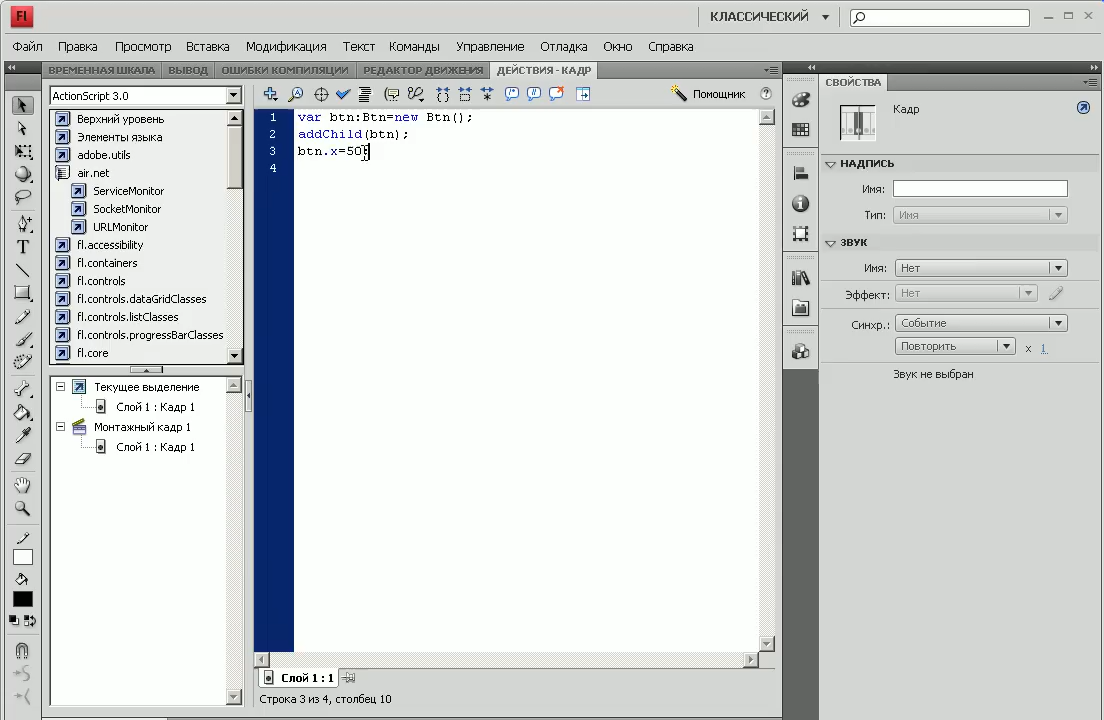 Fl
КЛАССИЧЕСКИЙ
Файл Правка Просмотр Вставка Модификация Текст Команды Управление Отладка Окно Справка
ВРЕМЕННАЯ ШКАЛА ВЫВОД ОШИБКИ КОМПИЛЯЦИИ РЕДАКТОР ДВИЖЕНИЯ ДЕЙСТВИЯ - КАДР
ActionScript 3.0
Помощник
Верхний уровень
Элементы языка
adobe.utils
air.net
ServiceMonitor
SocketMonitor
URLMonitor
fl.accessibility
fl.containers
fl.controls
fl.controls.dataGridClasses
fl.controls.listClasses
fl.controls.progressBarClasses
fl.core
Текущее выделение
Слой 1 : Кадр 1
Монтажный кадр 1
Слой 1 : Кадр 1
1 var btn:Btn=new Btn();
2 addChild(btn);
3 btn.x=50;
4
Слой 1 : 1
Строка 3 из 4, столбец 10
СВОЙСТВА
Кадр
НАДПИСЬ
Имя:
Тип: Имя
ЗВУК
Имя: Нет
Эффект: Нет
Синхр.: Событие
Повторить x 1
Звук не выбран